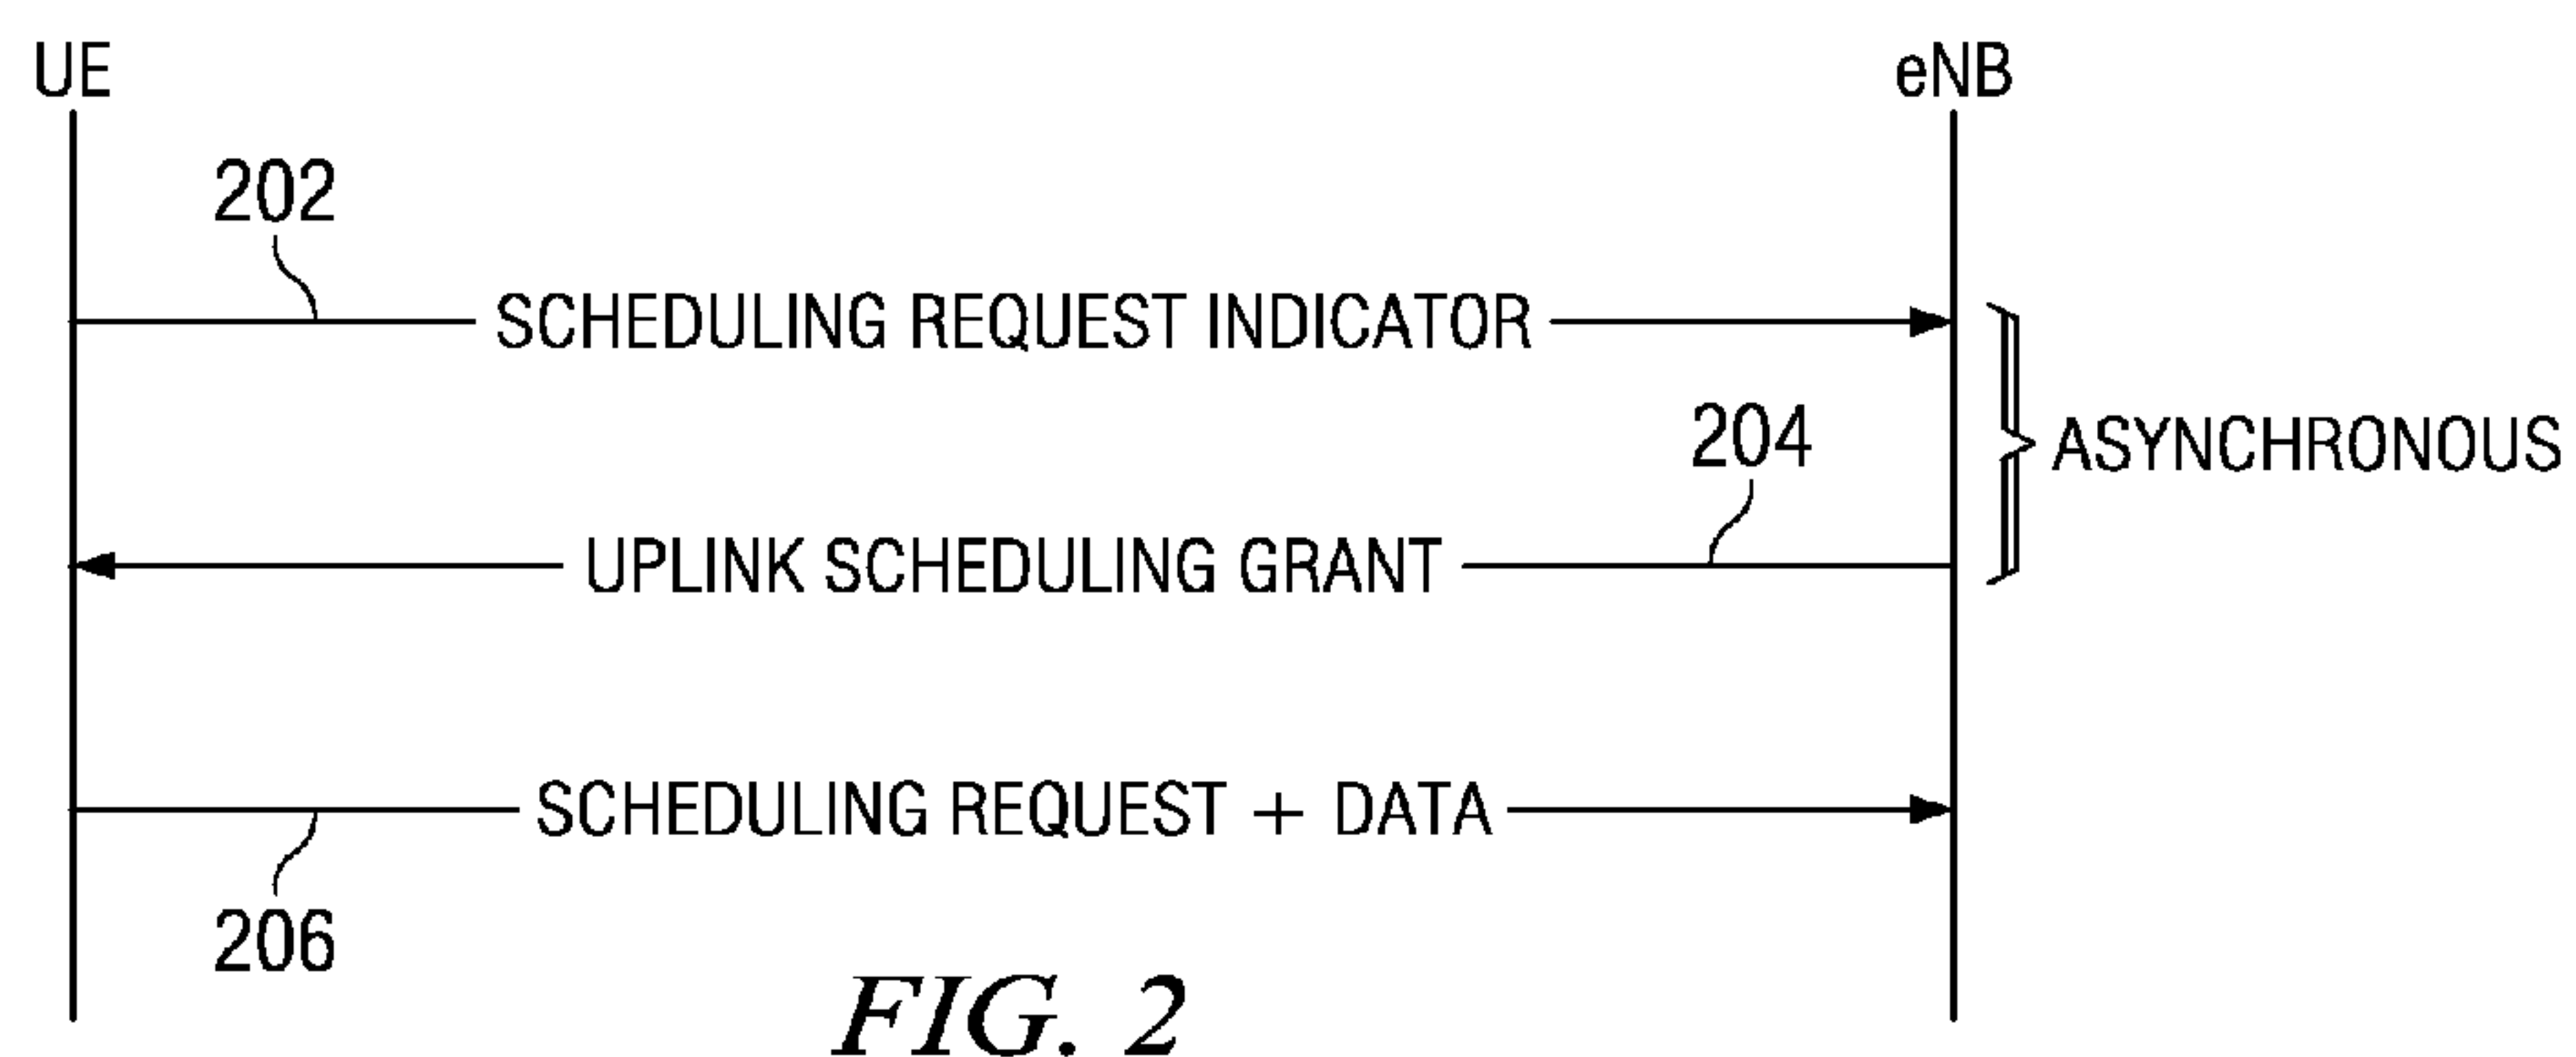 UE
eNB
202
SCHEDULING REQUEST INDICATOR
204
ASYNCHRONOUS
UPLINK SCHEDULING GRANT
SCHEDULING REQUEST + DATA
206
FIG. 2